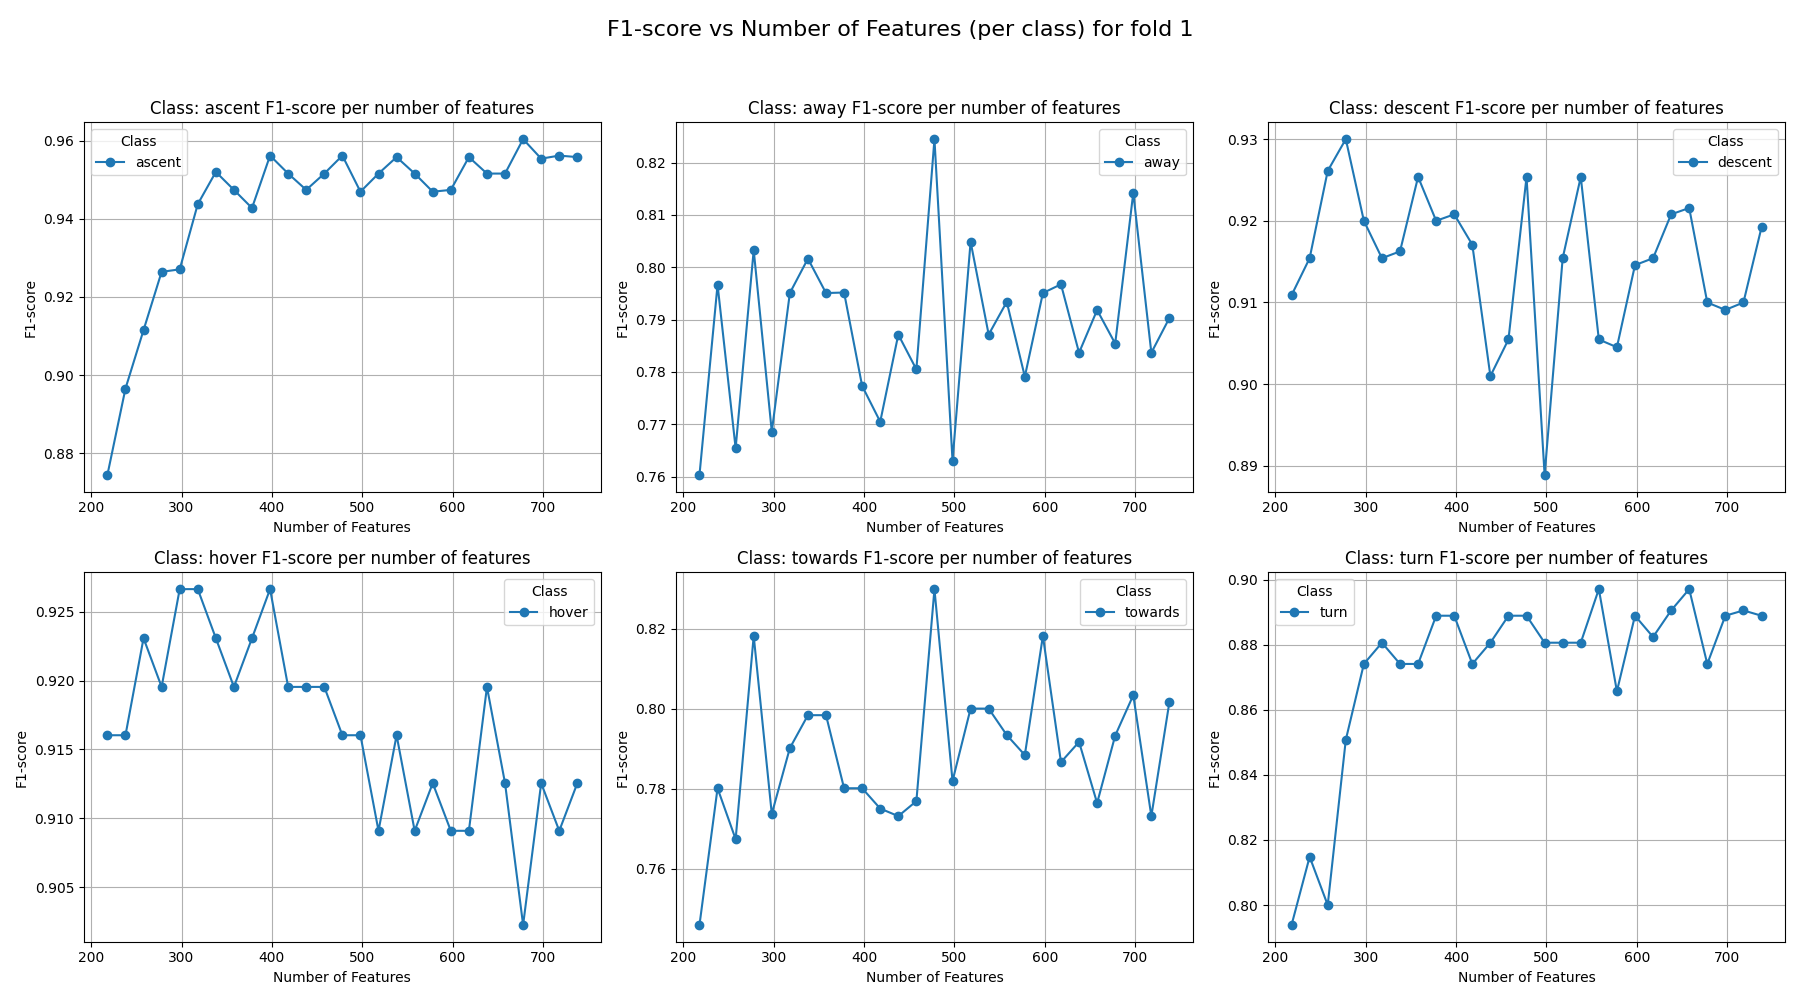 F1-score vs Number of Features (per class) for fold 1
Class: ascent F1-score per number of features
Class
ascent
F1-score
0.96
0.94
0.92
0.90
0.88
200 300 400 500 600 700
Number of Features
Class: away F1-score per number of features
Class
away
F1-score
0.82
0.81
0.80
0.79
0.78
0.77
0.76
200 300 400 500 600 700
Number of Features
Class: descent F1-score per number of features
Class
descent
F1-score
0.93
0.92
0.91
0.90
0.89
200 300 400 500 600 700
Number of Features
Class: hover F1-score per number of features
Class
hover
F1-score
0.925
0.920
0.915
0.910
0.905
200 300 400 500 600 700
Number of Features
Class: towards F1-score per number of features
Class
towards
F1-score
0.82
0.80
0.78
0.76
200 300 400 500 600 700
Number of Features
Class: turn F1-score per number of features
Class
turn
F1-score
0.90
0.88
0.86
0.84
0.82
0.80
200 300 400 500 600 700
Number of Features